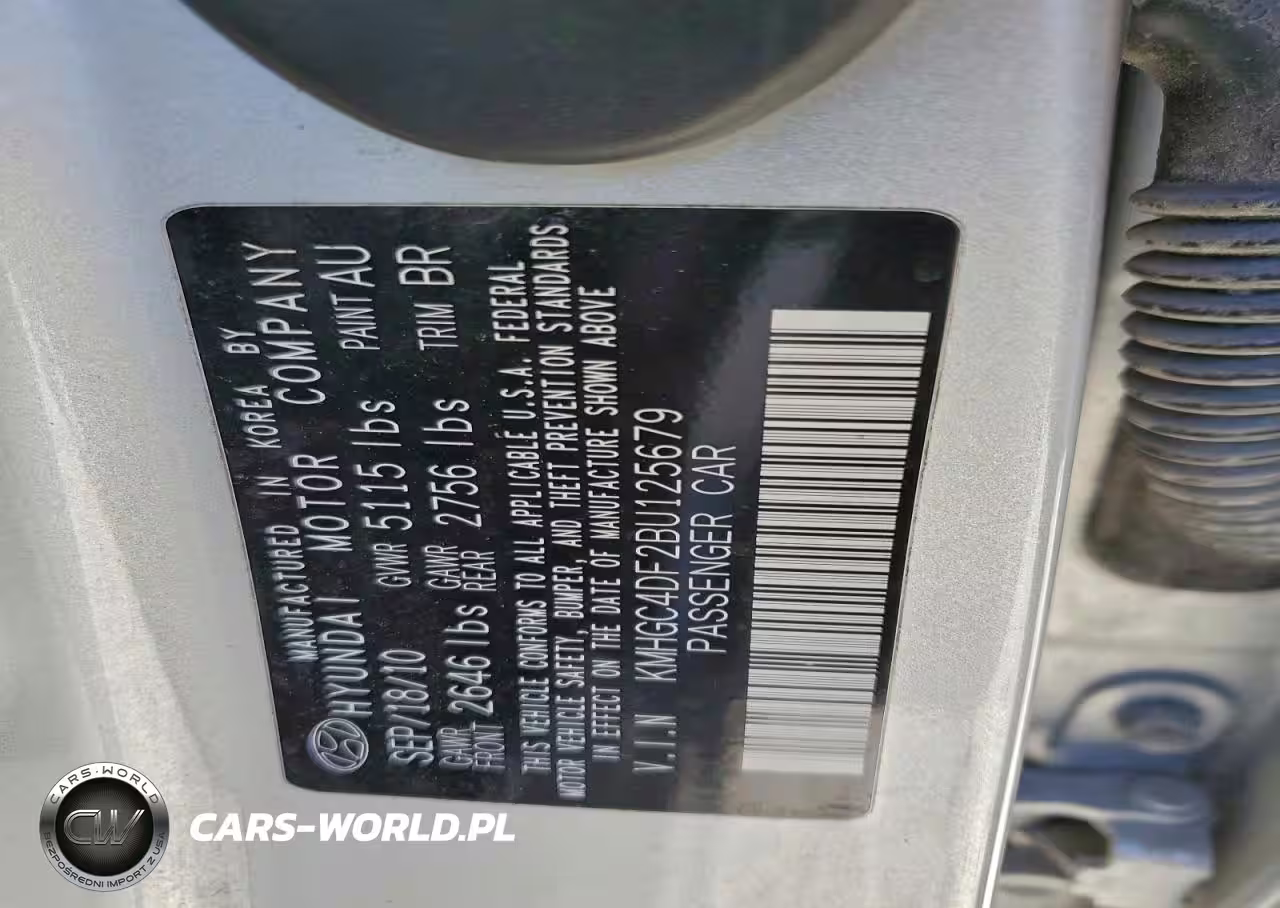 MANUFACTURED IN KOREA BY
HYUNDAI MOTOR COMPANY
SEP/18/10 GWR 5115 lbs PAINT AU
GAWR FRONT 2646 lbs GAWR REAR 2756 lbs TRIM BR
THIS VEHICLE CONFORMS TO ALL APPLICABLE U.S.A. FEDERAL
MOTOR VEHICLE SAFETY, BUMPER, AND THEFT PREVENTION STANDARDS
IN EFFECT ON THE DATE OF MANUFACTURE SHOWN ABOVE
V.I.N KMHGC4DF2BU125679
PASSENGER CAR
CARS-WORLD
CW
BEZPOŚREDNI IMPORT Z USA
CARS-WORLD.PL